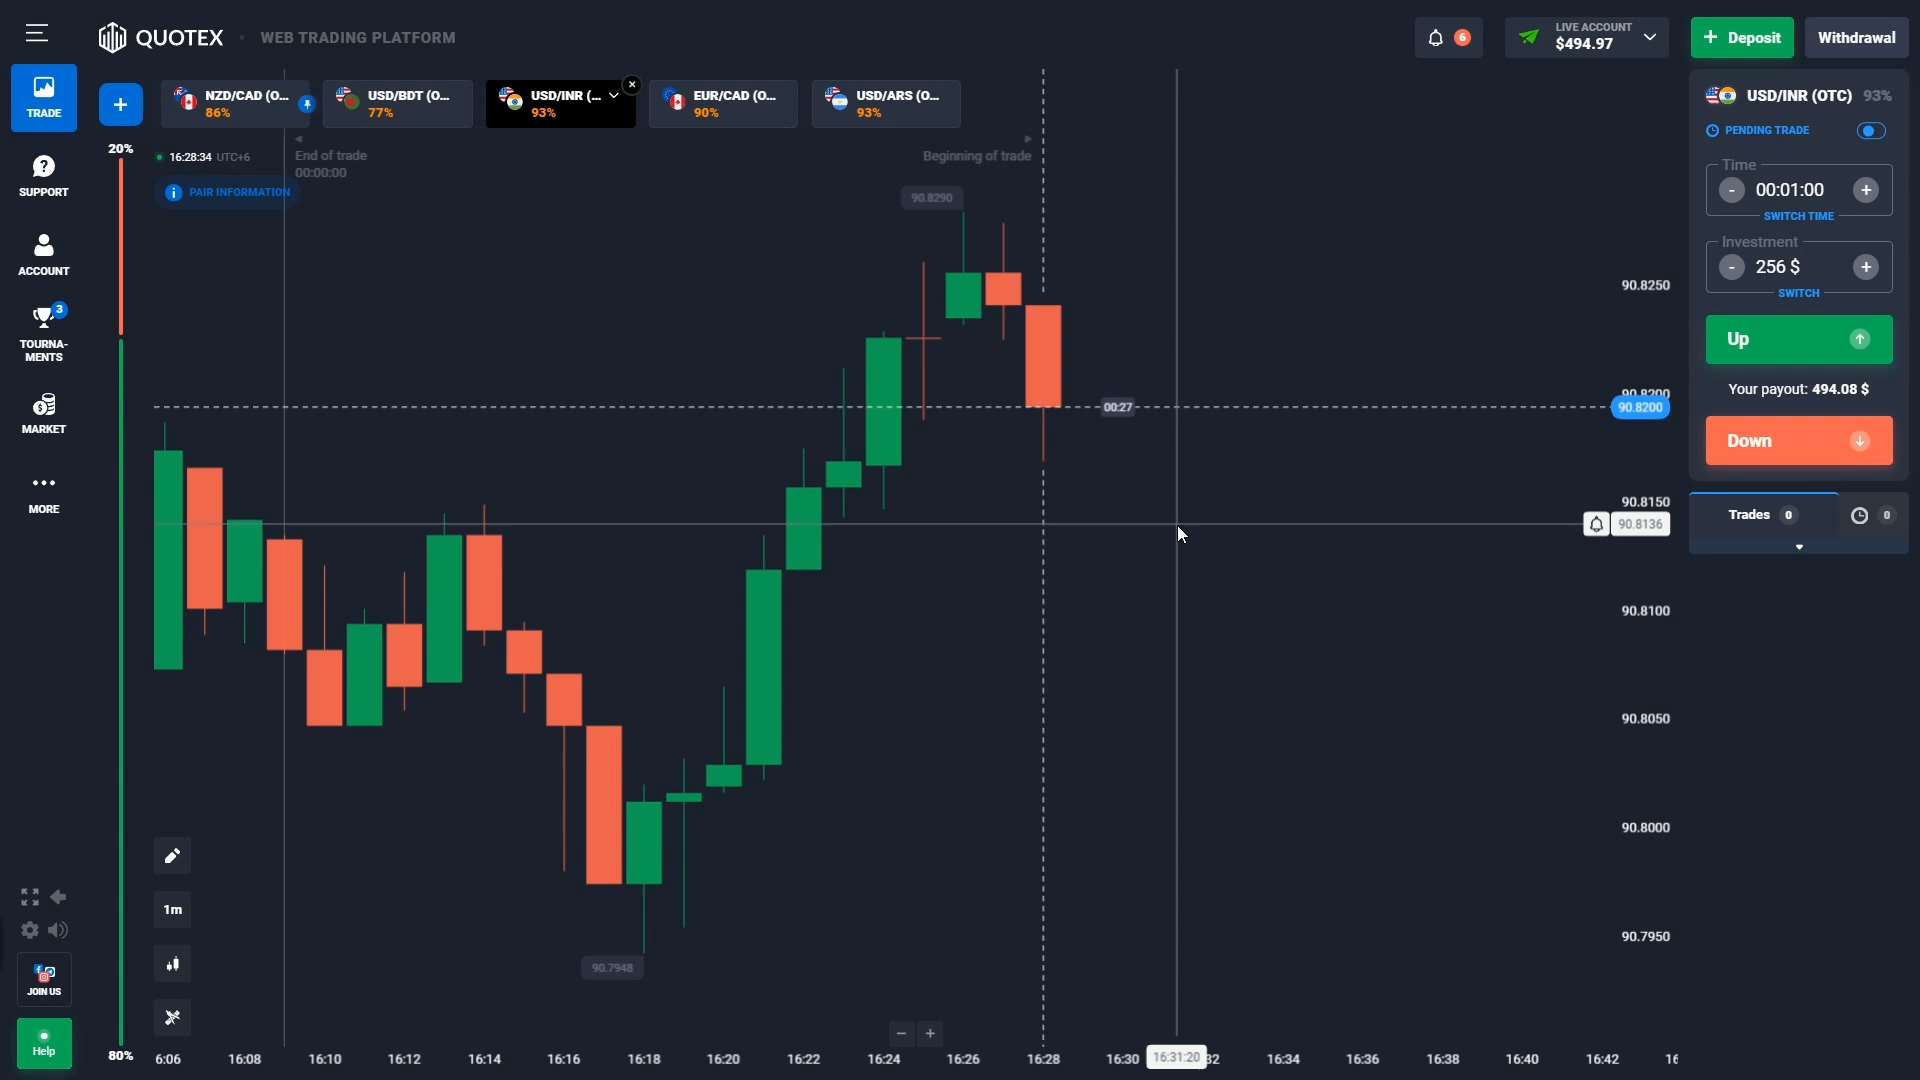 QUOTEX
WEB TRADING PLATFORM
6
LIVE ACCOUNT
$494.97
+ Deposit
Withdrawal
TRADE
SUPPORT
ACCOUNT
3
TOURNA-
MENTS
MARKET
MORE
JOIN US
Help
+
NZD/CAD (O...
86%
USD/BDT (O...
77%
USD/INR (...
93%
EUR/CAD (O...
90%
USD/ARS (O...
93%
20%
80%
16:28:34 UTC+6
PAIR INFORMATION
End of trade
00:00:00
Beginning of trade
90.8290
00:27
90.7948
1m
90.8250
90.8200
90.8200
90.8150
90.8136
90.8100
90.8050
90.8000
90.7950
6:06
16:08
16:10
16:12
16:14
16:16
16:18
16:20
16:22
16:24
16:26
16:28
16:30
16:31:20
32
16:34
16:36
16:38
16:40
16:42
16
USD/INR (OTC) 93%
PENDING TRADE
Time
- 00:01:00 +
SWITCH TIME
Investment
- 256 $ +
SWITCH
Up
Your payout: 494.08 $
Down
Trades 0
0